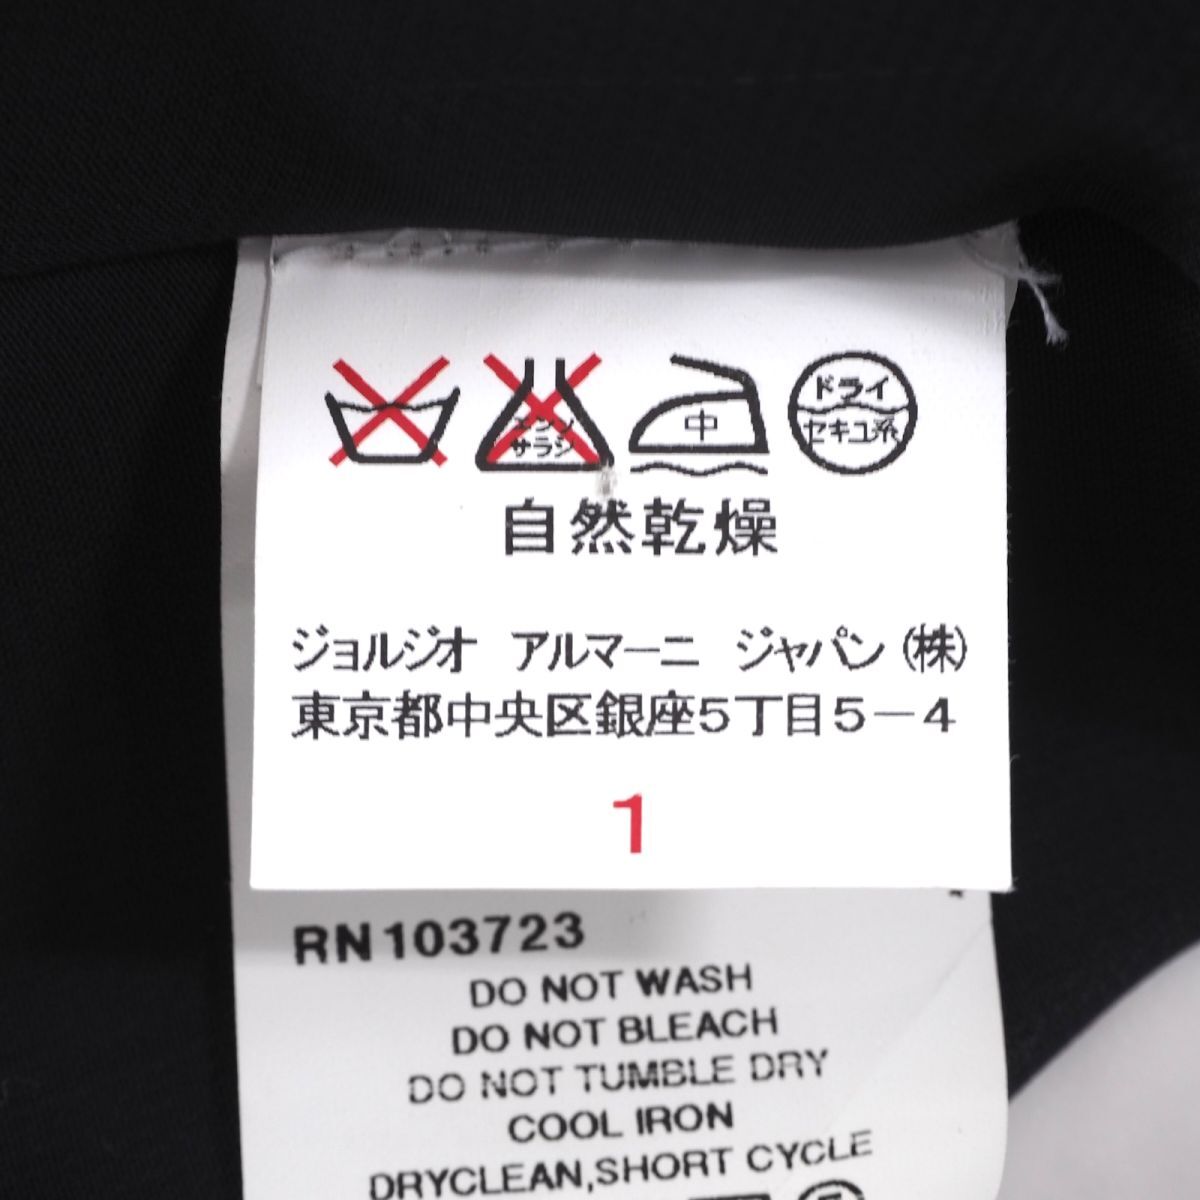 エンソ
サラシ
中
ドライ
セキユ系
自然乾燥
ジョルジオ アルマーニ ジャパン(株)
東京都中央区銀座5丁目5-4
1
RN103723
DO NOT WASH
DO NOT BLEACH
DO NOT TUMBLE DRY
COOL IRON
DRYCLEAN,SHORT CYCLE